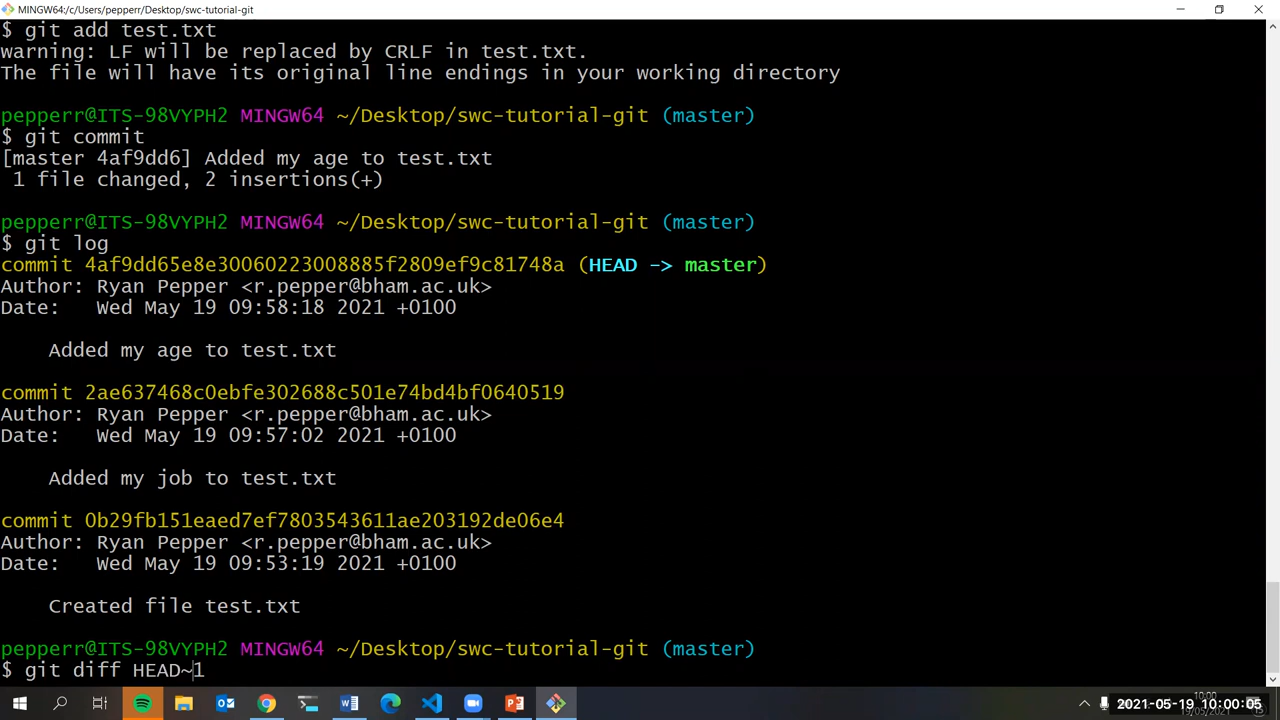 MINGW64:/c/Users/pepperr/Desktop/swc-tutorial-git
$ git add test.txt
warning: LF will be replaced by CRLF in test.txt.
The file will have its original line endings in your working directory
pepperr@ITS-98VYPH2 MINGW64 ~/Desktop/swc-tutorial-git (master)
$ git commit
[master 4af9dd6] Added my age to test.txt
 1 file changed, 2 insertions(+)
pepperr@ITS-98VYPH2 MINGW64 ~/Desktop/swc-tutorial-git (master)
$ git log
commit 4af9dd65e8e30060223008885f2809ef9c81748a (HEAD -> master)
Author: Ryan Pepper <r.pepper@bham.ac.uk>
Date:   Wed May 19 09:58:18 2021 +0100
    Added my age to test.txt
commit 2ae637468c0ebfe302688c501e74bd4bf0640519
Author: Ryan Pepper <r.pepper@bham.ac.uk>
Date:   Wed May 19 09:57:02 2021 +0100
    Added my job to test.txt
commit 0b29fb151eaed7ef7803543611ae203192de06e4
Author: Ryan Pepper <r.pepper@bham.ac.uk>
Date:   Wed May 19 09:53:19 2021 +0100
    Created file test.txt
pepperr@ITS-98VYPH2 MINGW64 ~/Desktop/swc-tutorial-git (master)
$ git diff HEAD~1
10:00
2021-05-19 10:00:05
19/05/2021